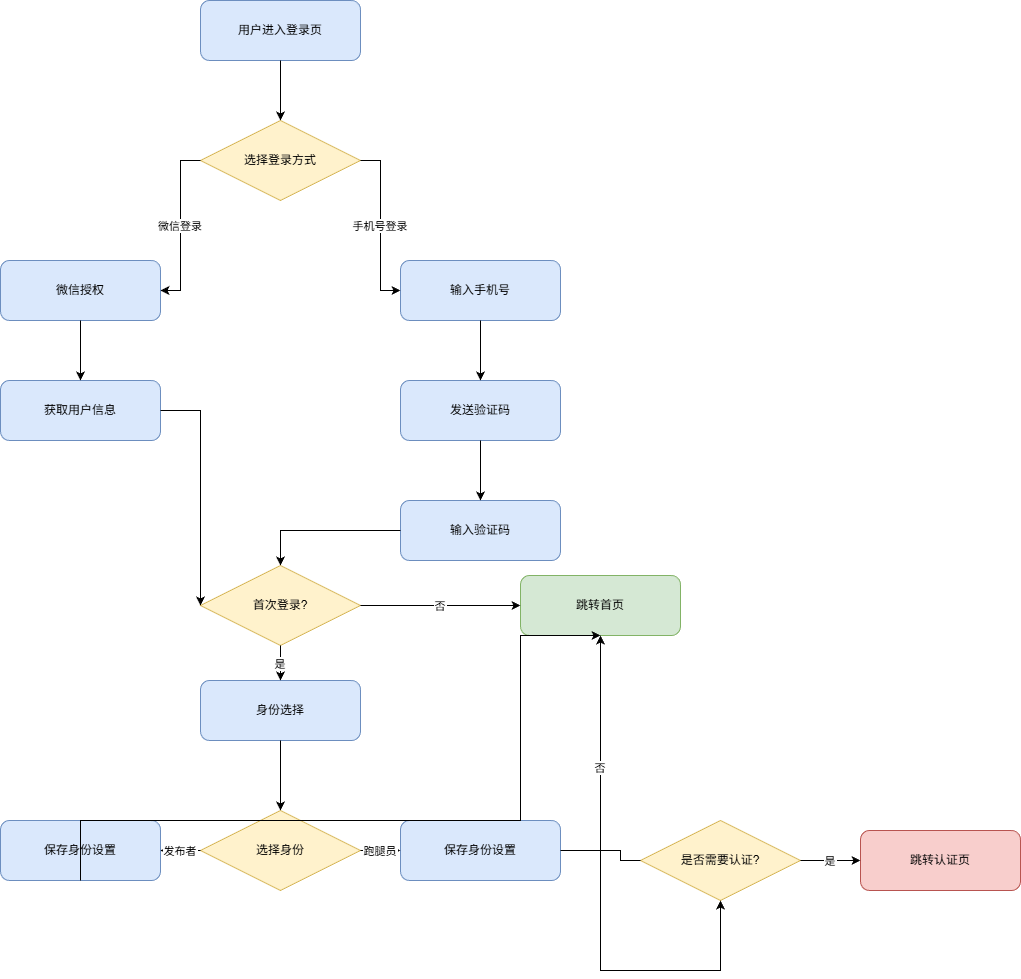 用户进入登录页
选择登录方式
微信登录
手机号登录
微信授权
输入手机号
获取用户信息
发送验证码
输入验证码
首次登录?
否
跳转首页
是
身份选择
否
保存身份设置
发布者
选择身份
跑腿员
保存身份设置
是否需要认证?
是
跳转认证页